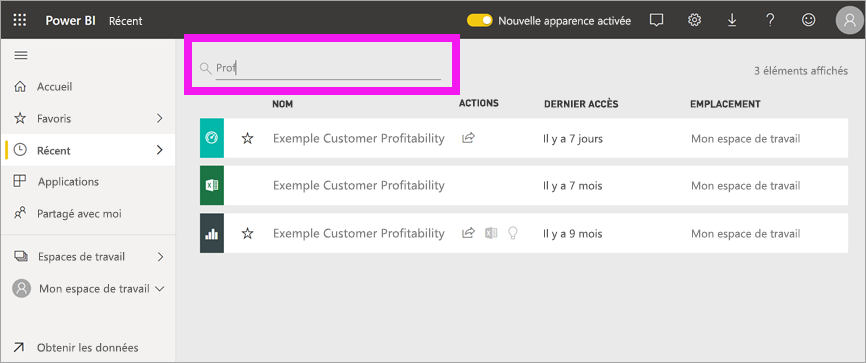 Power BI Récent Nouvelle apparence activée
Prof
3 éléments affichés
Accueil
Favoris
Récent
Applications
Partagé avec moi
Espaces de travail
Mon espace de travail
Obtenir les données
NOM ACTIONS DERNIER ACCÈS EMPLACEMENT
Exemple Customer Profitability Il y a 7 jours Mon espace de travail
Exemple Customer Profitability Il y a 7 mois Mon espace de travail
Exemple Customer Profitability Il y a 9 mois Mon espace de travail